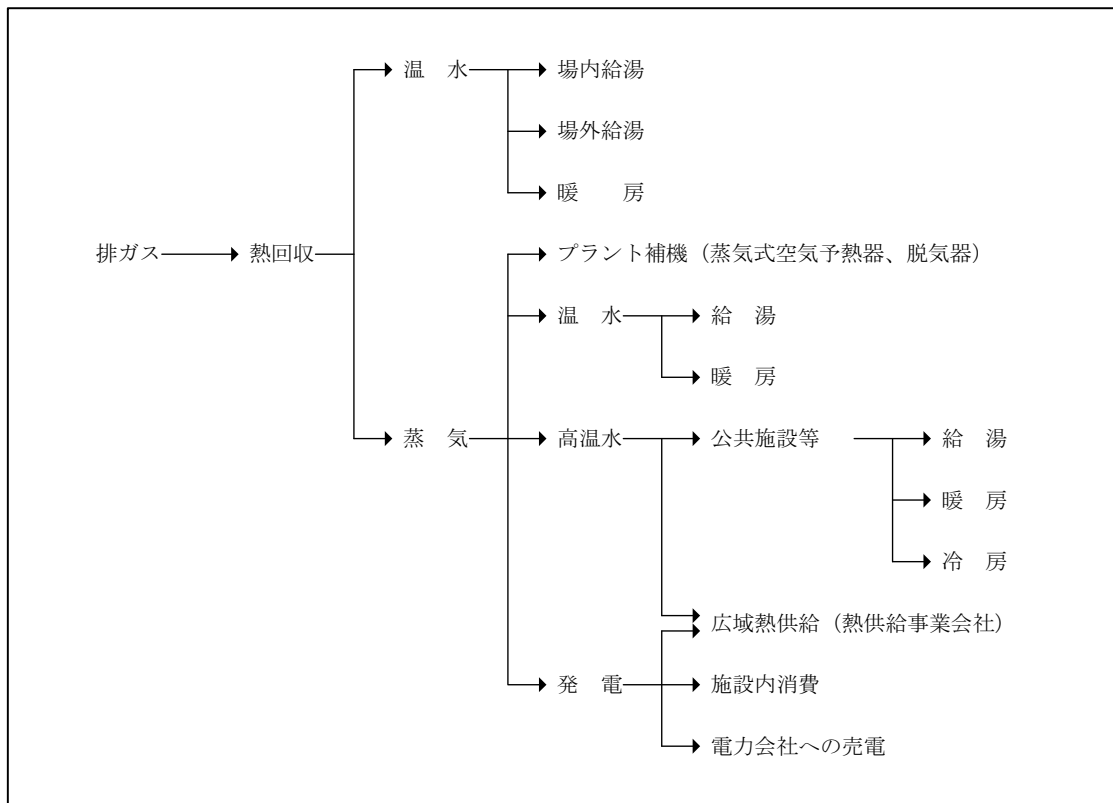 温　水
場内給湯
場外給湯
暖　　房
排ガス
熱回収
プラント補機（蒸気式空気予熱器、脱気器）
温　水
給　湯
暖　房
蒸　気
高温水
公共施設等
給　湯
暖　房
冷　房
広域熱供給（熱供給事業会社）
発　電
施設内消費
電力会社への売電